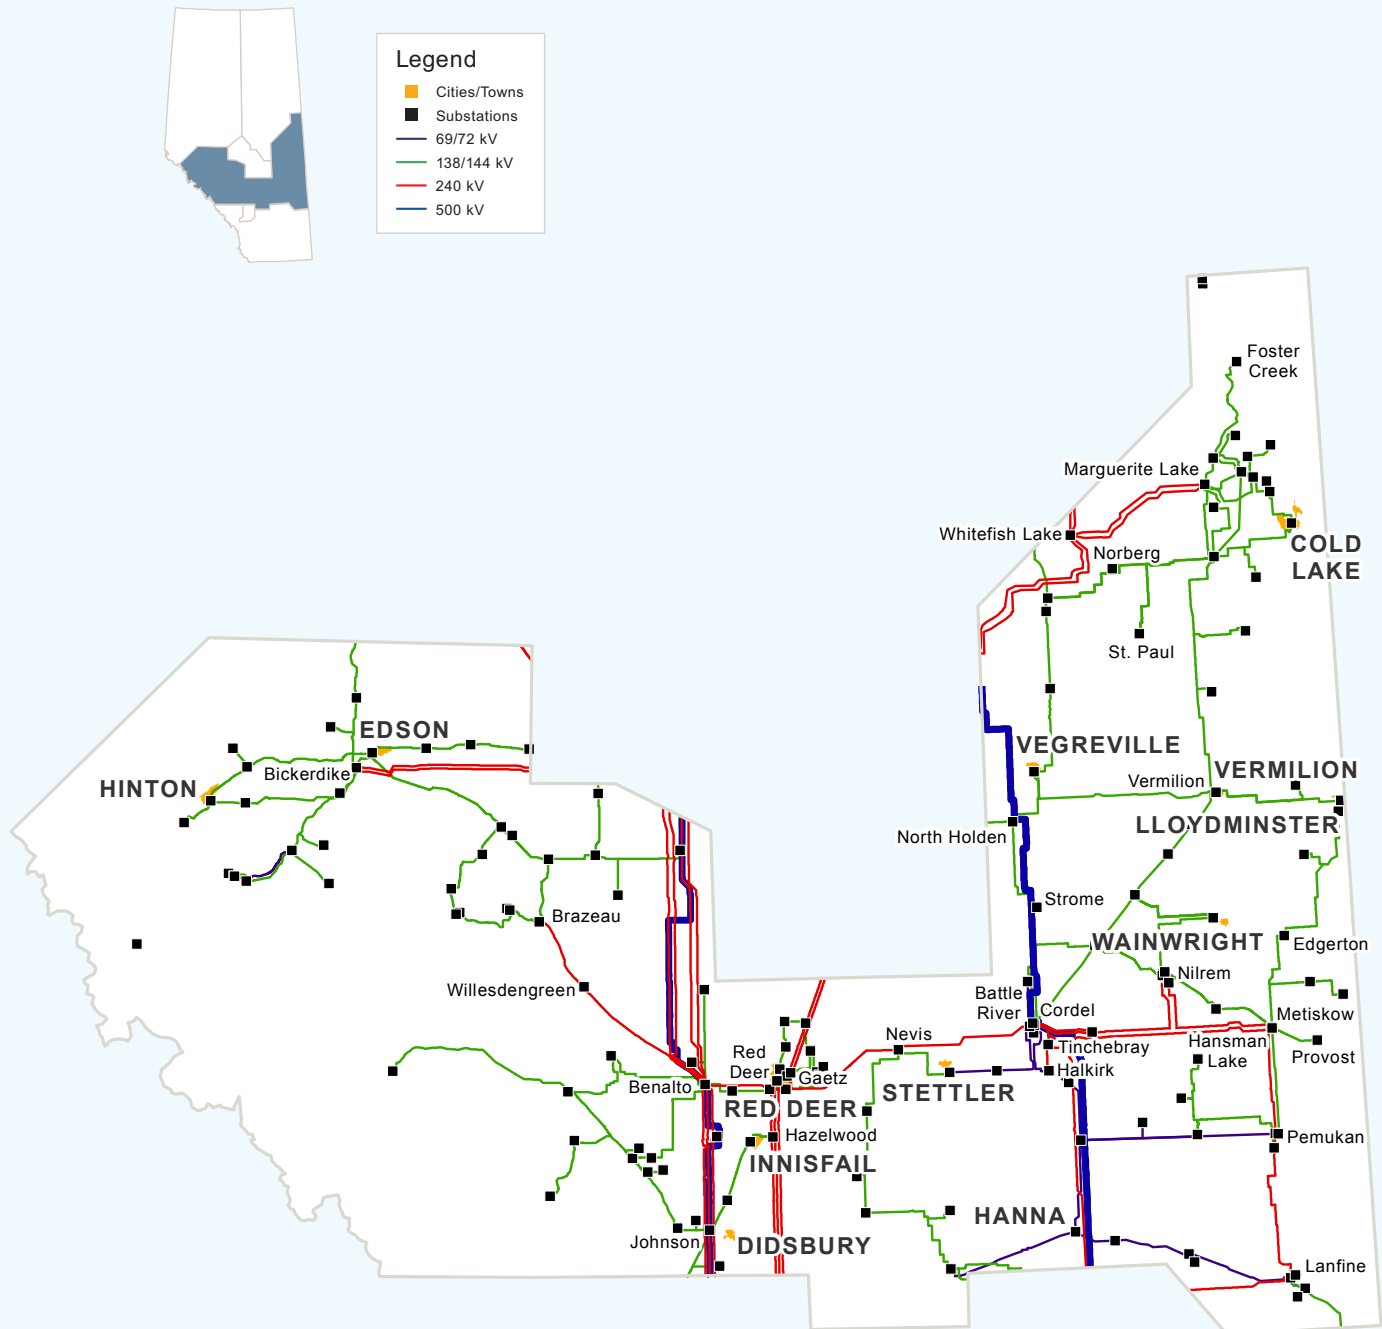 Legend
Cities/Towns
Substations
69/72 kV
138/144 kV
240 kV
500 kV
Foster
Creek
Marguerite Lake
Whitefish Lake
Norberg
COLD
LAKE
St. Paul
EDSON
Bickerdike
HINTON
VEGREVILLE
Vermilion
VERMILION
LLOYDMINSTER
North Holden
Strome
Brazeau
WAINWRIGHT
Edgerton
Nilrem
Willesdengreen
Battle
River
Cordel
Metiskow
Nevis
Tinchebray
Hansman
Lake
Provost
Red
Deer
Gaetz
Halkirk
Benalto
STETTLER
RED DEER
Hazelwood
Pemukan
INNISFAIL
HANNA
Johnson
DIDSBURY
Lanfine